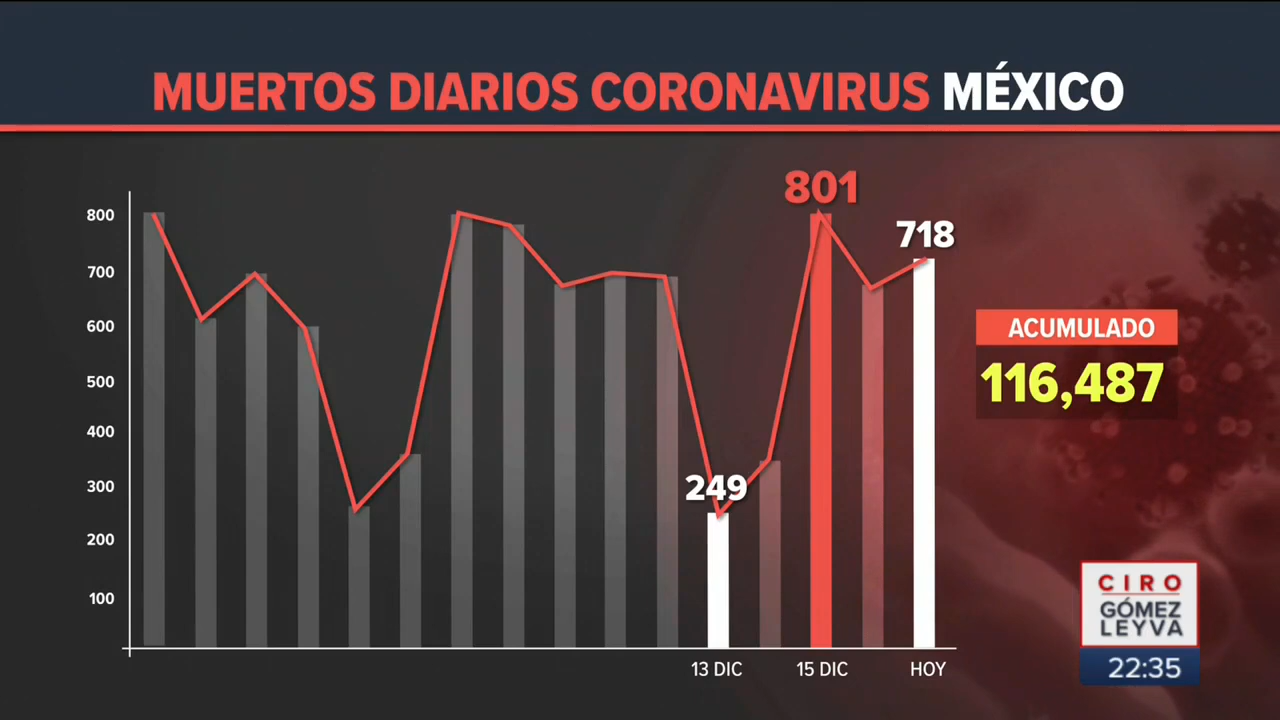 MUERTOS DIARIOS CORONAVIRUS MÉXICO
801
718
249
800
700
600
500
400
300
200
100
13 DIC
15 DIC
HOY
ACUMULADO
116,487
CIRO
GÓMEZ
LEYVA
22:35